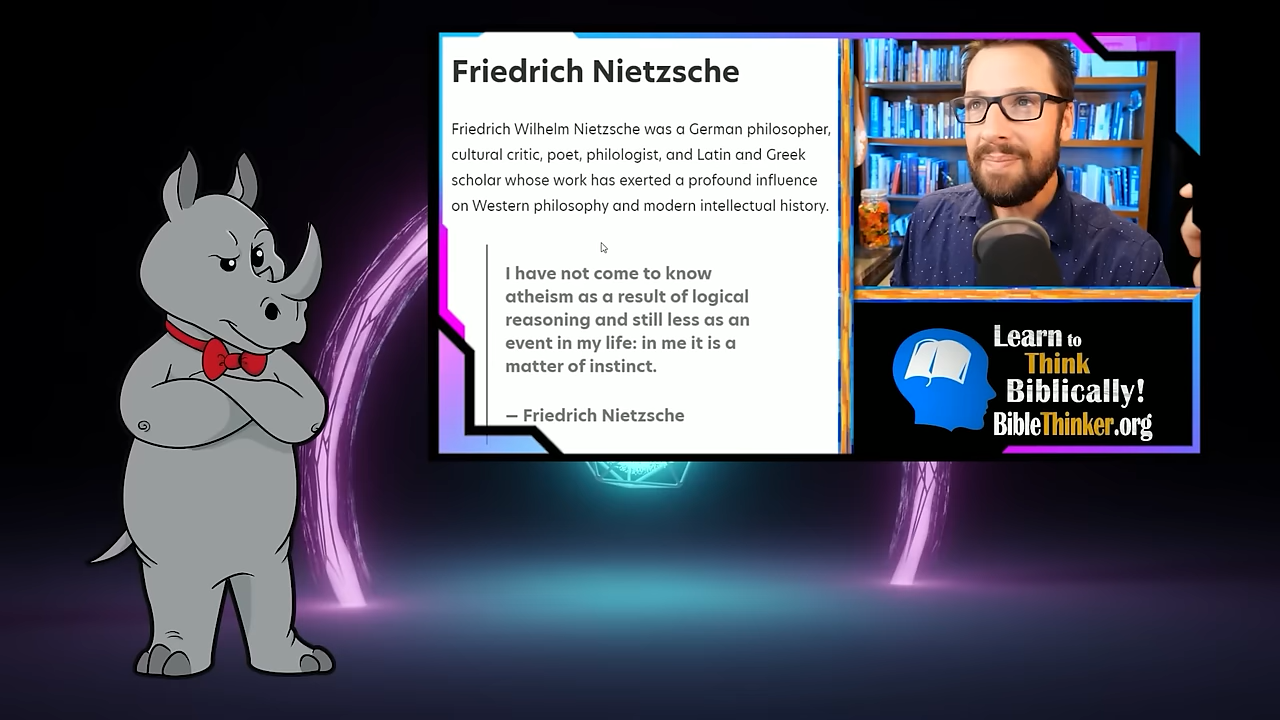 Friedrich Nietzsche
Friedrich Wilhelm Nietzsche was a German philosopher,
cultural critic, poet, philologist, and Latin and Greek
scholar whose work has exerted a profound influence
on Western philosophy and modern intellectual history.
I have not come to know
atheism as a result of logical
reasoning and still less as an
event in my life: in me it is a
matter of instinct.
— Friedrich Nietzsche
Learn to
Think
Biblically!
BibleThinker.org